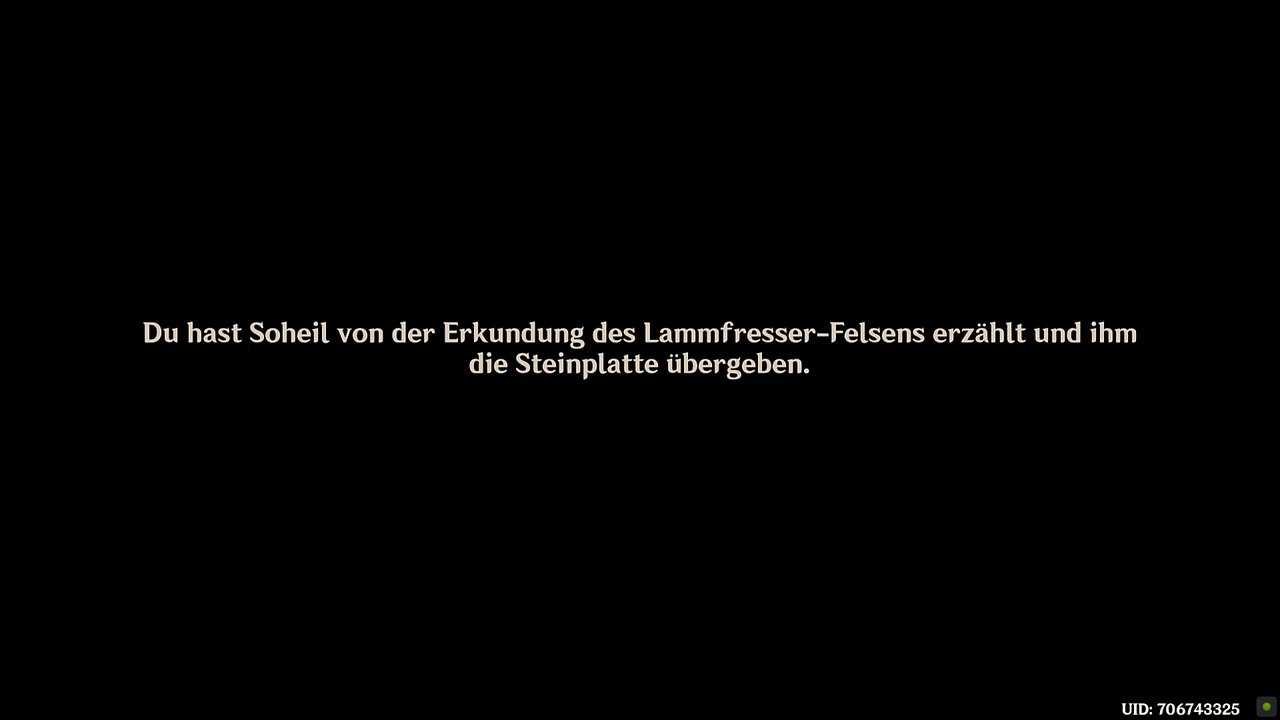 Du hast Soheil von der Erkundung des Lammfresser-Felsens erzählt und ihm
die Steinplatte übergeben.
UID: 706743325